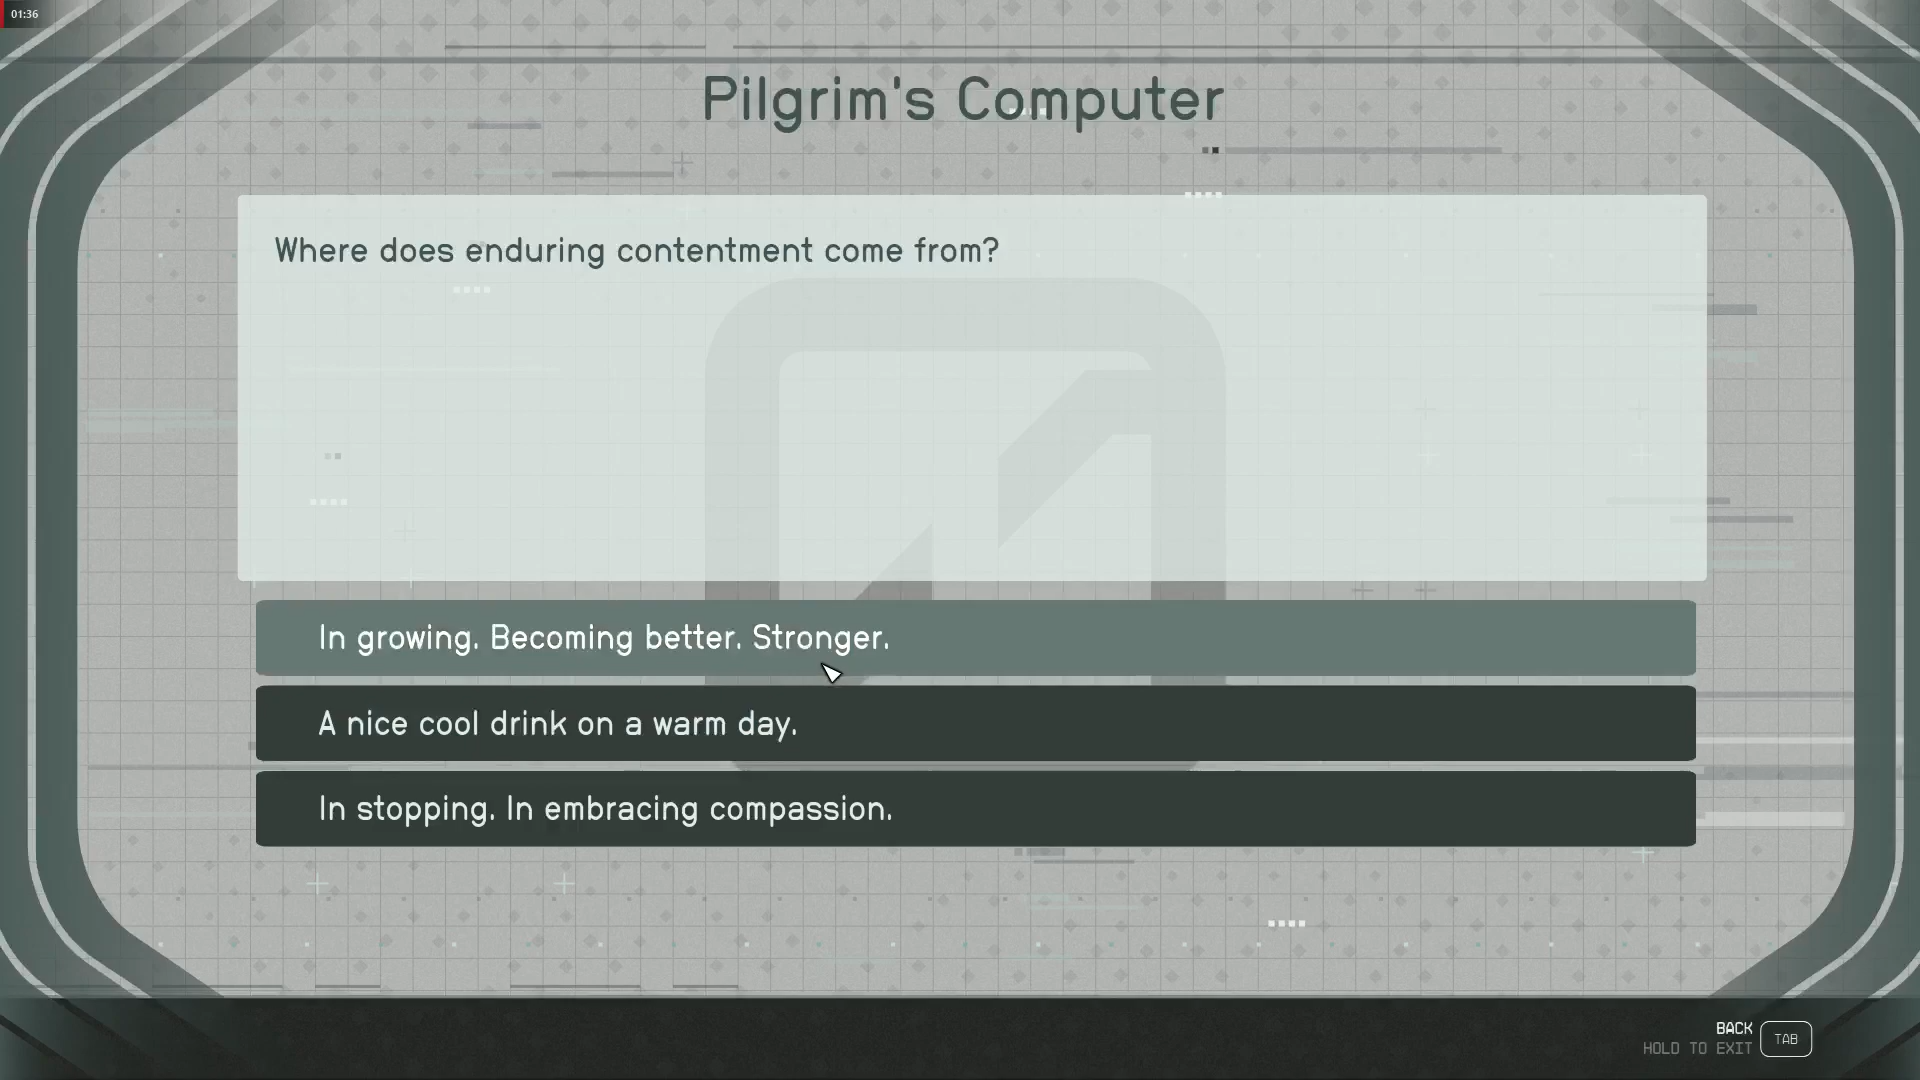 01:36
Pilgrim's Computer
Where does enduring contentment come from?
In growing. Becoming better. Stronger.
A nice cool drink on a warm day.
In stopping. In embracing compassion.
BACK
HOLD TO EXIT
TAB